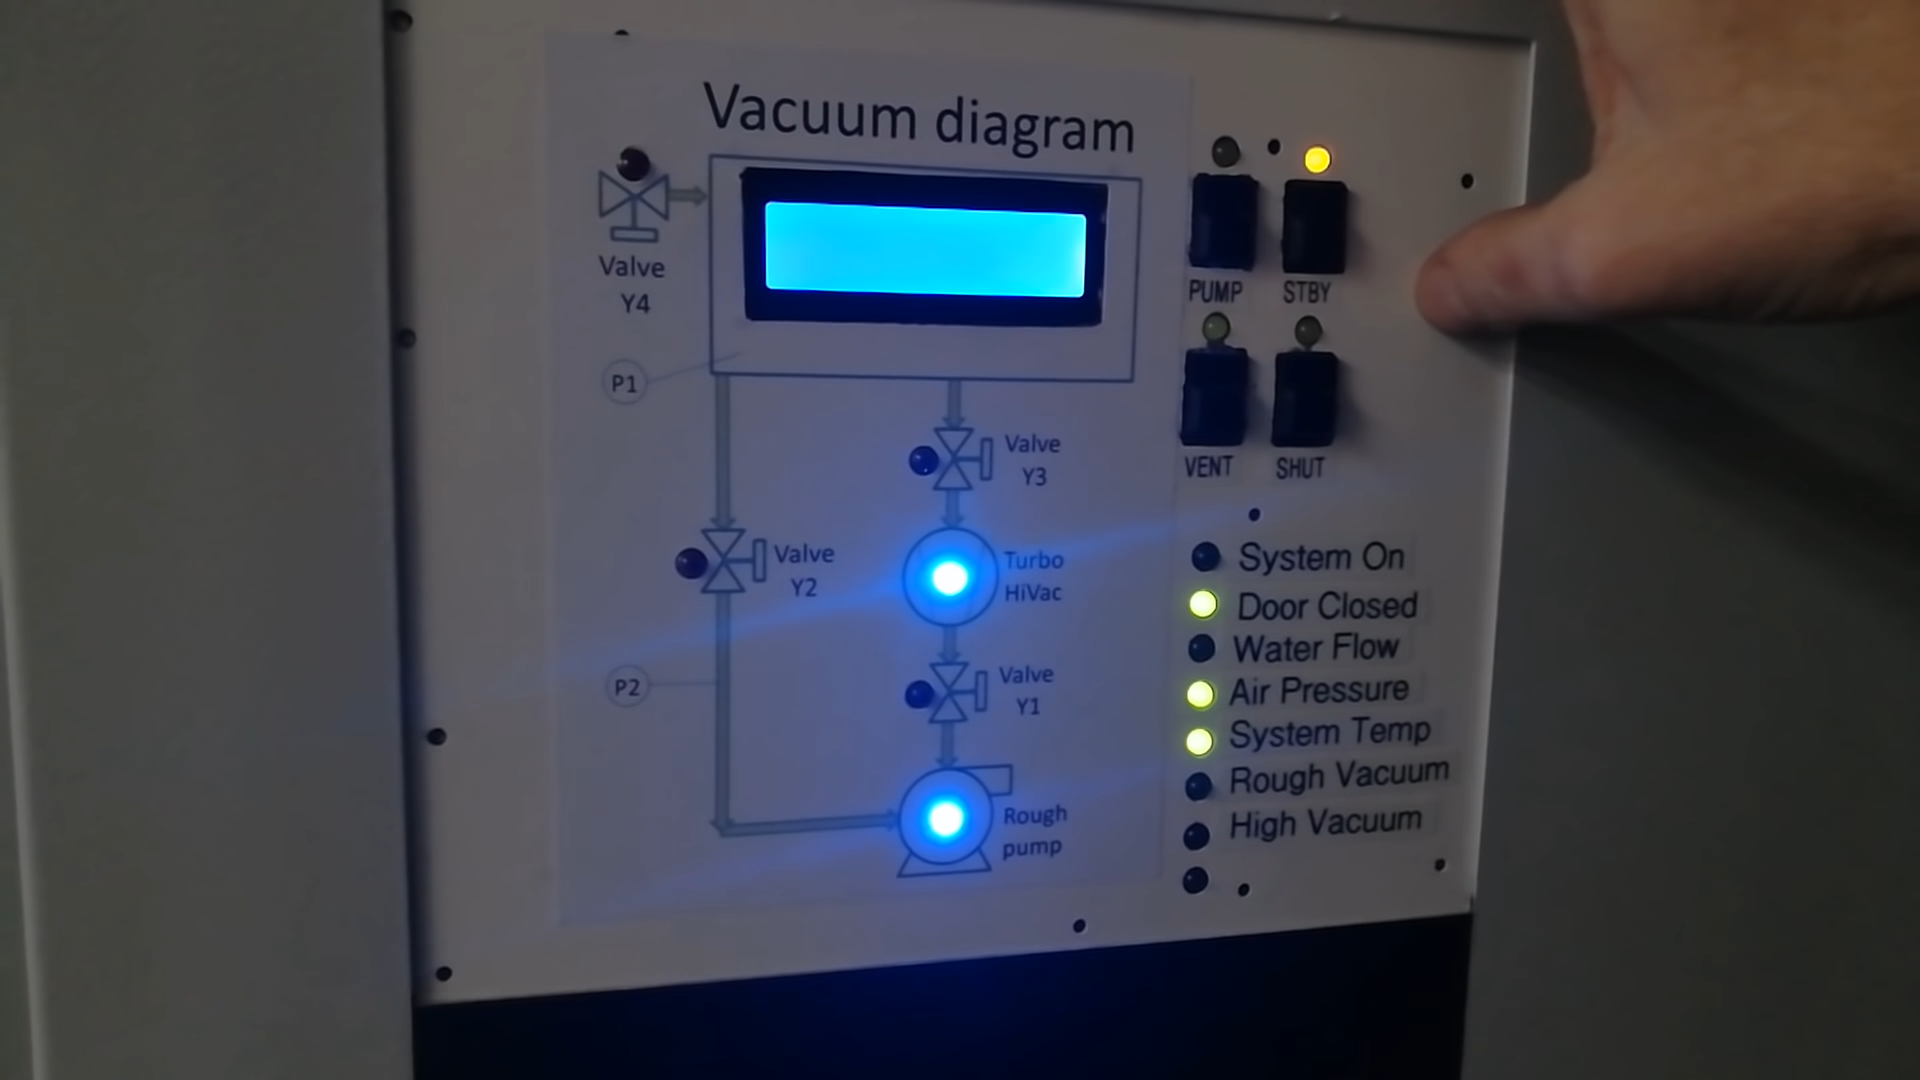 Vacuum diagram
Valve
Y4
P1
PUMP
STBY
VENT
SHUT
Valve
Y3
Valve
Y2
Turbo
HiVac
P2
Valve
Y1
Rough
pump
System On
Door Closed
Water Flow
Air Pressure
System Temp
Rough Vacuum
High Vacuum